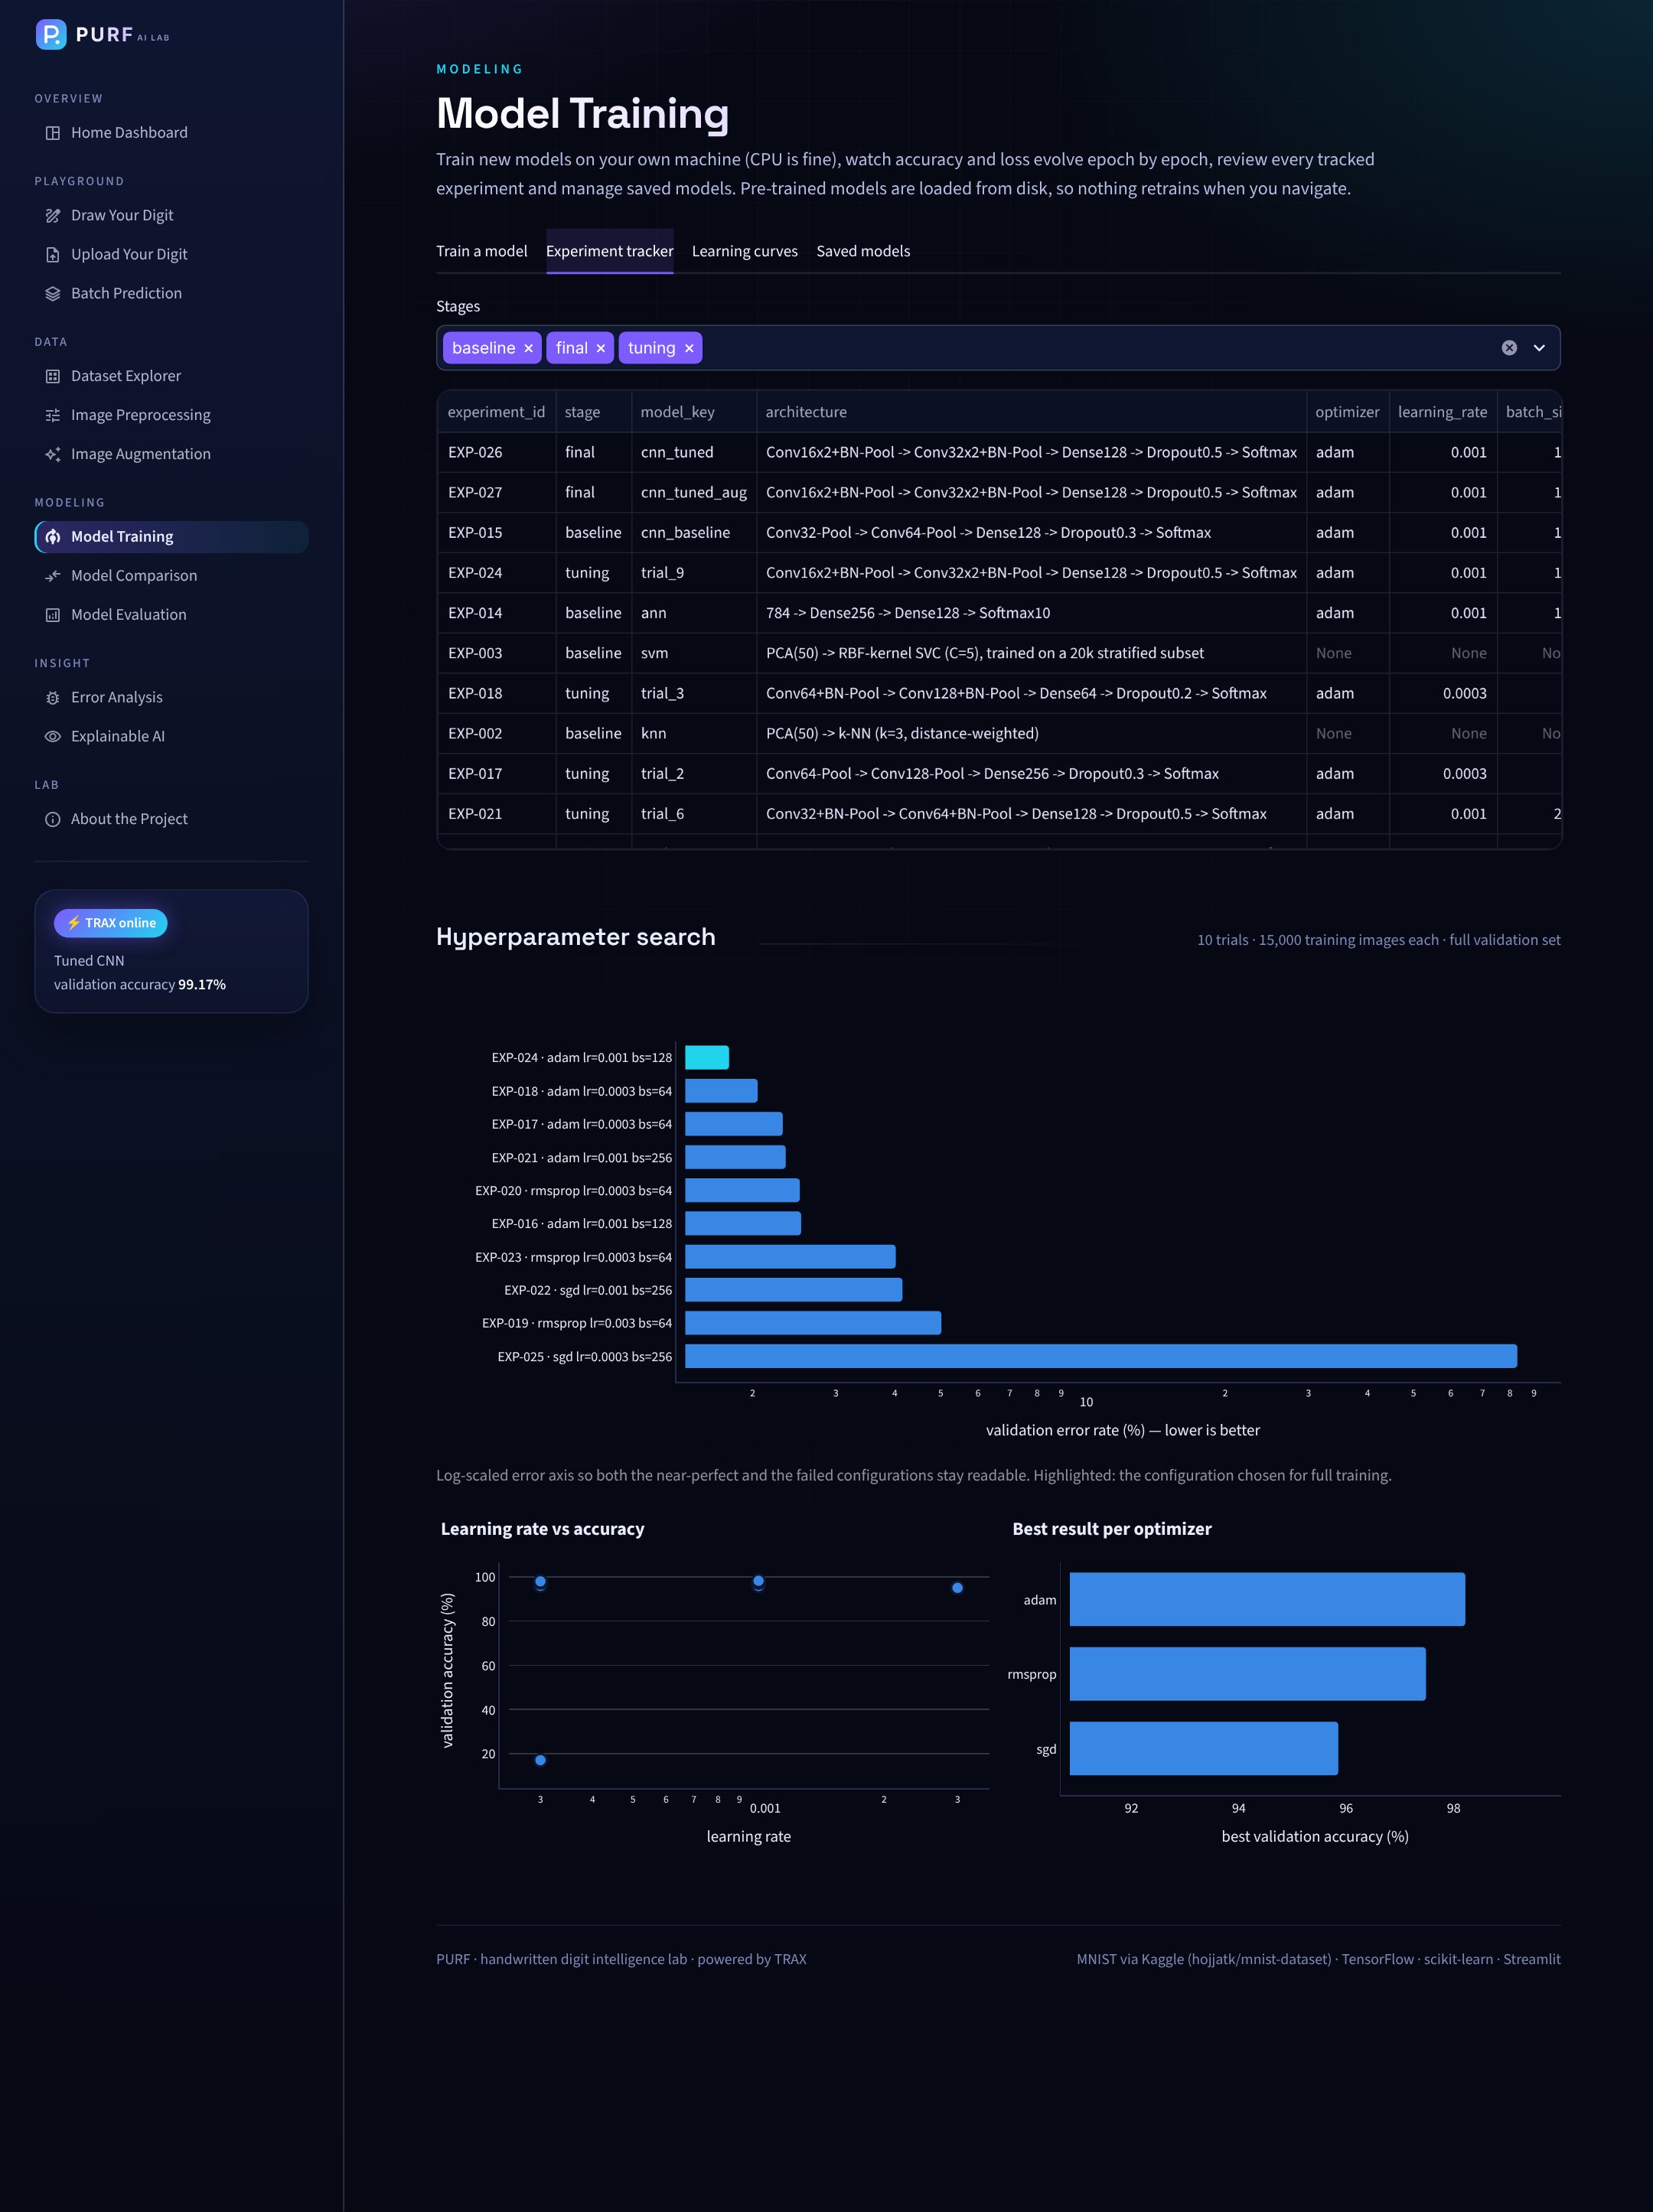 PURF AI LAB
OVERVIEW
Home Dashboard
PLAYGROUND
Draw Your Digit
Upload Your Digit
Batch Prediction
DATA
Dataset Explorer
Image Preprocessing
Image Augmentation
MODELING
Model Training
Model Comparison
Model Evaluation
INSIGHT
Error Analysis
Explainable AI
LAB
About the Project
⚡ TRAX online
Tuned CNN
validation accuracy 99.17%
MODELING
Model Training
Train new models on your own machine (CPU is fine), watch accuracy and loss evolve epoch by epoch, review every tracked
experiment and manage saved models. Pre-trained models are loaded from disk, so nothing retrains when you navigate.
Train a model Experiment tracker Learning curves Saved models
Stages
baseline × final × tuning ×
experiment_id stage model_key architecture optimizer learning_rate batch_si
EXP-026 final cnn_tuned Conv16x2+BN-Pool -> Conv32x2+BN-Pool -> Dense128 -> Dropout0.5 -> Softmax adam 0.001 1
EXP-027 final cnn_tuned_aug Conv16x2+BN-Pool -> Conv32x2+BN-Pool -> Dense128 -> Dropout0.5 -> Softmax adam 0.001 1
EXP-015 baseline cnn_baseline Conv32-Pool -> Conv64-Pool -> Dense128 -> Dropout0.3 -> Softmax adam 0.001 1
EXP-024 tuning trial_9 Conv16x2+BN-Pool -> Conv32x2+BN-Pool -> Dense128 -> Dropout0.5 -> Softmax adam 0.001 1
EXP-014 baseline ann 784 -> Dense256 -> Dense128 -> Softmax10 adam 0.001 1
EXP-003 baseline svm PCA(50) -> RBF-kernel SVC (C=5), trained on a 20k stratified subset None None No
EXP-018 tuning trial_3 Conv64+BN-Pool -> Conv128+BN-Pool -> Dense64 -> Dropout0.2 -> Softmax adam 0.0003
EXP-002 baseline knn PCA(50) -> k-NN (k=3, distance-weighted) None None No
EXP-017 tuning trial_2 Conv64-Pool -> Conv128-Pool -> Dense256 -> Dropout0.3 -> Softmax adam 0.0003
EXP-021 tuning trial_6 Conv32+BN-Pool -> Conv64+BN-Pool -> Dense128 -> Dropout0.5 -> Softmax adam 0.001 2
Hyperparameter search
10 trials · 15,000 training images each · full validation set
EXP-024 · adam lr=0.001 bs=128
EXP-018 · adam lr=0.0003 bs=64
EXP-017 · adam lr=0.0003 bs=64
EXP-021 · adam lr=0.001 bs=256
EXP-020 · rmsprop lr=0.0003 bs=64
EXP-016 · adam lr=0.001 bs=128
EXP-023 · rmsprop lr=0.0003 bs=64
EXP-022 · sgd lr=0.001 bs=256
EXP-019 · rmsprop lr=0.003 bs=64
EXP-025 · sgd lr=0.0003 bs=256
2 3 4 5 6 7 8 9 10 2 3 4 5 6 7 8 9
validation error rate (%) — lower is better
Log-scaled error axis so both the near-perfect and the failed configurations stay readable. Highlighted: the configuration chosen for full training.
Learning rate vs accuracy
validation accuracy (%)
100
80
60
40
20
3 4 5 6 7 8 9 0.001 2 3
learning rate
Best result per optimizer
adam
rmsprop
sgd
92 94 96 98
best validation accuracy (%)
PURF · handwritten digit intelligence lab · powered by TRAX
MNIST via Kaggle (hojjatk/mnist-dataset) · TensorFlow · scikit-learn · Streamlit